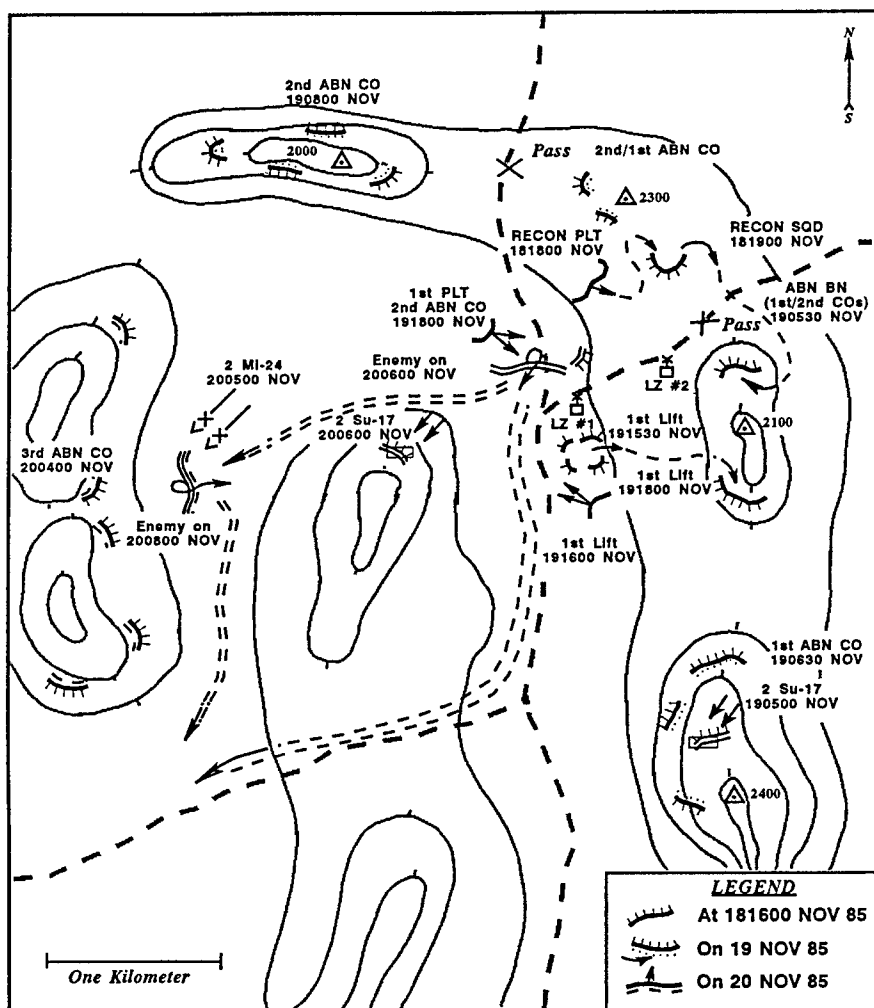 N
S
2nd ABN CO
190800 NOV
2000
Pass
2nd/1st ABN CO
2300
RECON PLT
181800 NOV
RECON SQD
181900 NOV
ABN BN
(1st/2nd COs)
190530 NOV
Pass
1st PLT
2nd ABN CO
191800 NOV
Enemy on
200600 NOV
2 MI-24
200500 NOV
2 Su-17
200600 NOV
LZ #2
LZ #1
1st Lift
191530 NOV
2100
3rd ABN CO
200400 NOV
1st Lift
191800 NOV
Enemy on
200800 NOV
1st Lift
191600 NOV
1st ABN CO
190630 NOV
2 Su-17
190500 NOV
2400
LEGEND
At 181600 NOV 85
On 19 NOV 85
On 20 NOV 85
One Kilometer